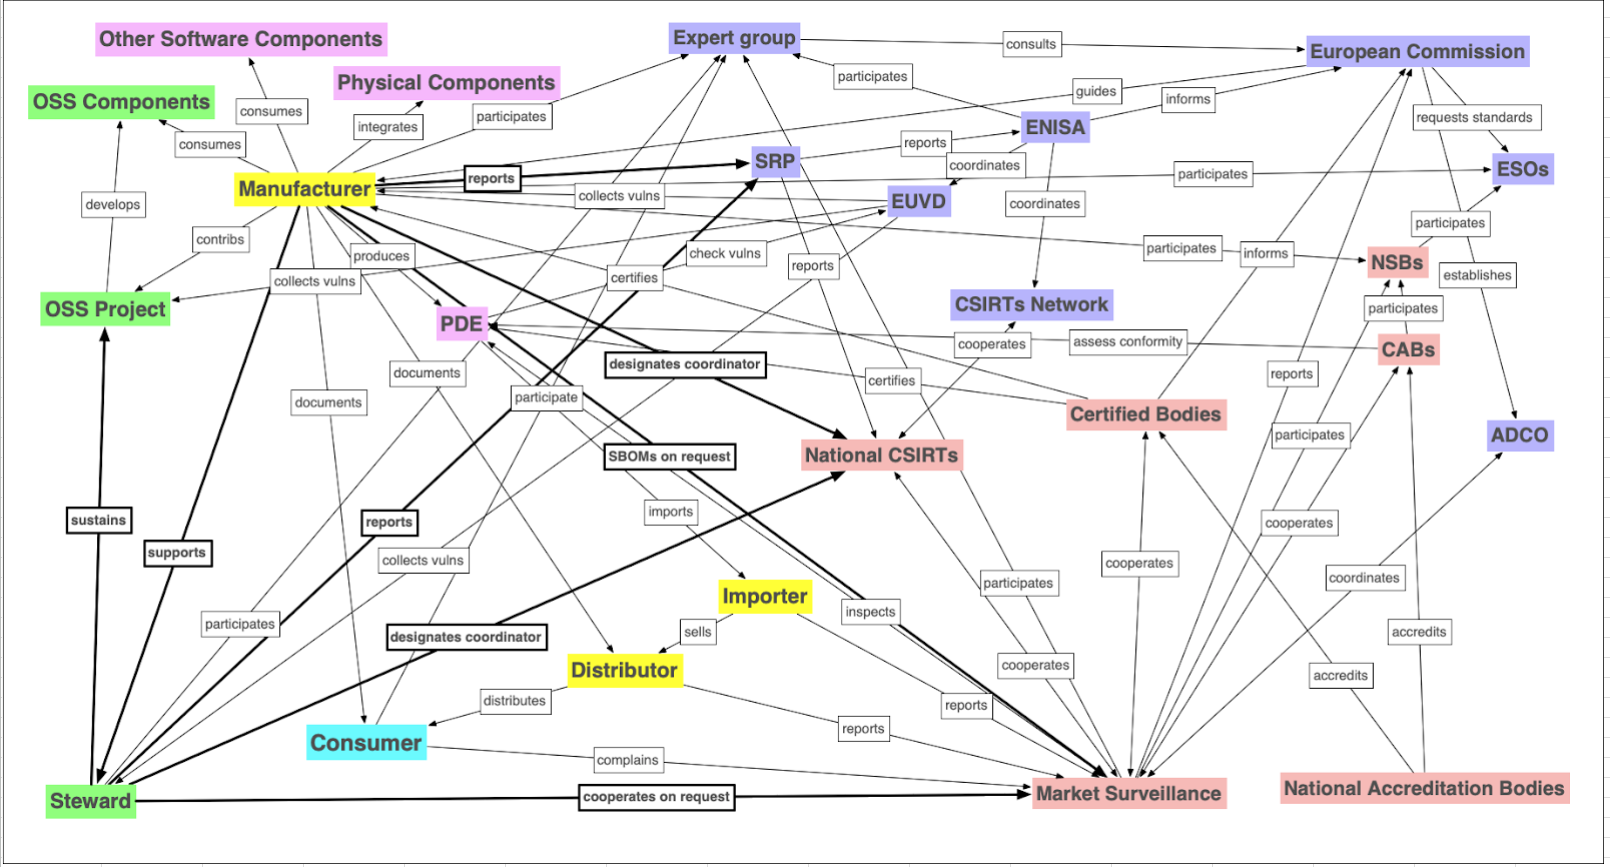 Other Software Components
Expert group
consults
European Commission
Physical Components
participates
OSS Components
consumes
guides
informs
integrates
participates
requests standards
consumes
ENISA
reports
SRP
coordinates
ESOs
reports
participates
Manufacturer
collects vulns
EUVD
develops
coordinates
participates
contribs
produces
check vulns
participates
informs
NSBs
reports
collects vulns
certifies
establishes
OSS Project
CSIRTs Network
participates
PDE
cooperates
assess conformity
CABs
designates coordinator
documents
certifies
reports
documents
participate
Certified Bodies
participates
ADCO
National CSIRTs
SBOMs on request
sustains
reports
imports
cooperates
supports
collects vulns
cooperates
participates
coordinates
Importer
inspects
participates
sells
accredits
designates coordinator
cooperates
Distributor
accredits
distributes
reports
reports
Consumer
complains
National Accreditation Bodies
Steward
cooperates on request
Market Surveillance